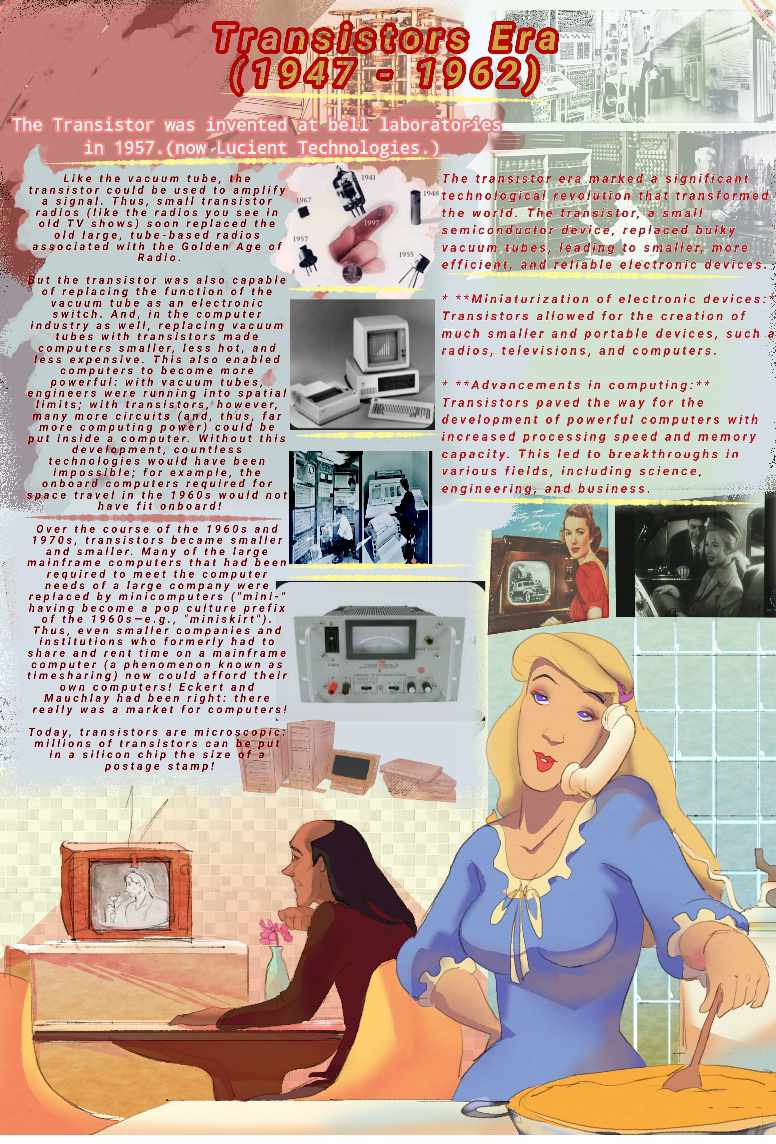 Transistors Era
(1947 - 1962)
The Transistor was invented at bell laboratories
in 1957.(now Lucient Technologies.)
Like the vacuum tube, the
transistor could be used to amplify
a signal. Thus, small transistor
radios (like the radios you see in
old TV shows) soon replaced the
old large, tube-based radios
associated with the Golden Age of
Radio.
But the transistor was also capable
of replacing the function of the
vacuum tube as an electronic
switch. And, in the computer
industry as well, replacing vacuum
tubes with transistors made
computers smaller, less hot, and
less expensive. This also enabled
computers to become more
powerful: with vacuum tubes,
engineers were running into spatial
limits; with transistors, however,
many more circuits (and, thus, far
more computing power) could be
put inside a computer. Without this
development, countless
technologies would have been
impossible; for example, the
onboard computers required for
space travel in the 1960s would not
have fit onboard!
Over the course of the 1960s and
1970s, transistors became smaller
and smaller. Many of the large
mainframe computers that had been
required to meet the computer
needs of a large company were
replaced by minicomputers ("mini-"
having become a pop culture prefix
of the 1960s—e.g., "miniskirt").
Thus, even smaller companies and
institutions who formerly had to
share and rent time on a mainframe
computer (a phenomenon known as
timesharing) now could afford their
own computers! Eckert and
Mauchlay had been right: there
really was a market for computers!
Today, transistors are microscopic:
millions of transistors can be put
in a silicon chip the size of a
postage stamp!
1941
1967
1948
1997
1957
1955
The transistor era marked a significant
technological revolution that transformed
the world. The transistor, a small
semiconductor device, replaced bulky
vacuum tubes, leading to smaller, more
efficient, and reliable electronic devices.
* **Miniaturization of electronic devices:*
Transistors allowed for the creation of
much smaller and portable devices, such a
radios, televisions, and computers.
* **Advancements in computing:**
Transistors paved the way for the
development of powerful computers with
increased processing speed and memory
capacity. This led to breakthroughs in
various fields, including science,
engineering, and business.